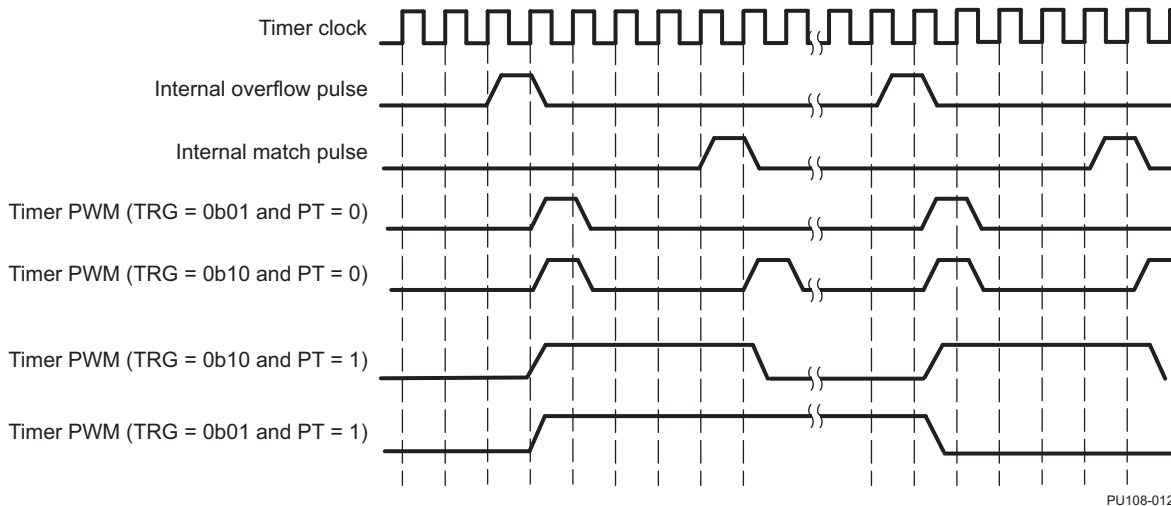 Timer clock
Internal overflow pulse
Internal match pulse
Timer PWM (TRG = 0b01 and PT = 0)
Timer PWM (TRG = 0b10 and PT = 0)
Timer PWM (TRG = 0b10 and PT = 1)
Timer PWM (TRG = 0b01 and PT = 1)
PU108-012